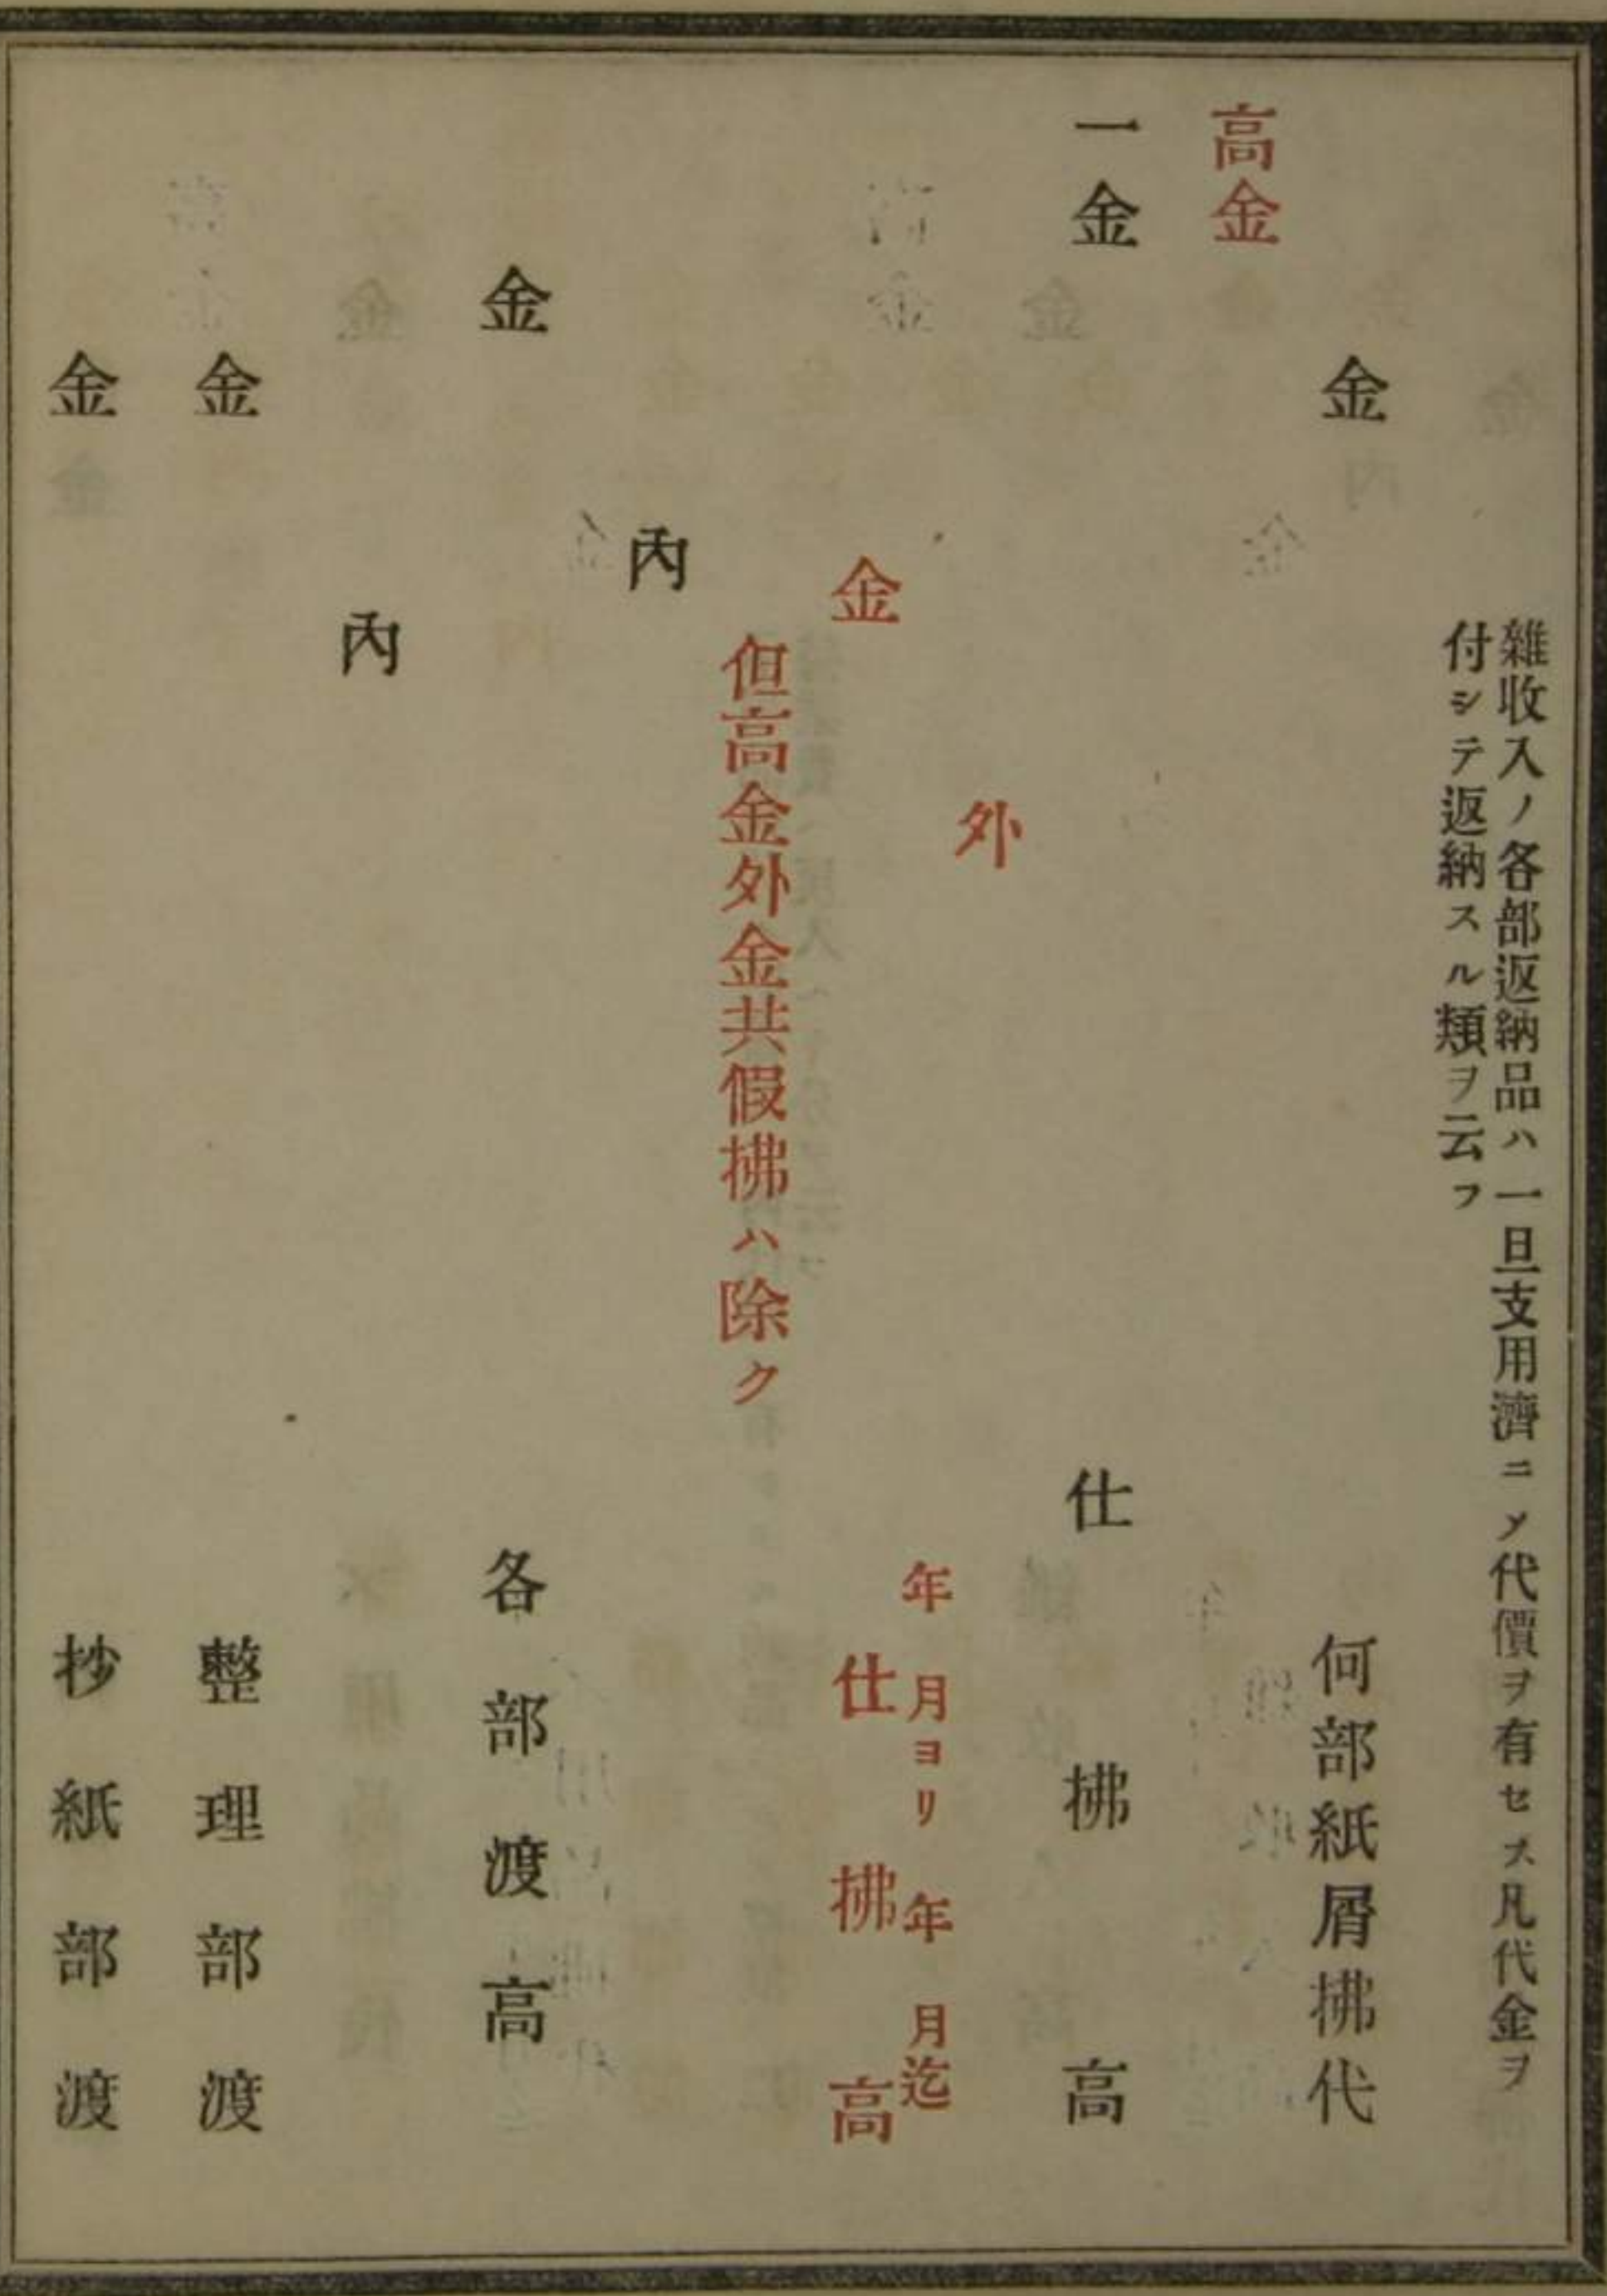 雜收入ノ各部返納品ハ一旦支用濟ニ〆代價ヲ有セス凡代金ヲ
付シテ返納スル類ヲ云フ
金　何部紙屑拂代
高金
一金　仕拂高
外
年　月ヨリ　年　月迄
金　仕拂高
但高金外金共假拂ハ除ク
內
金　各部渡高
內
金　整理部渡
金　抄紙部渡